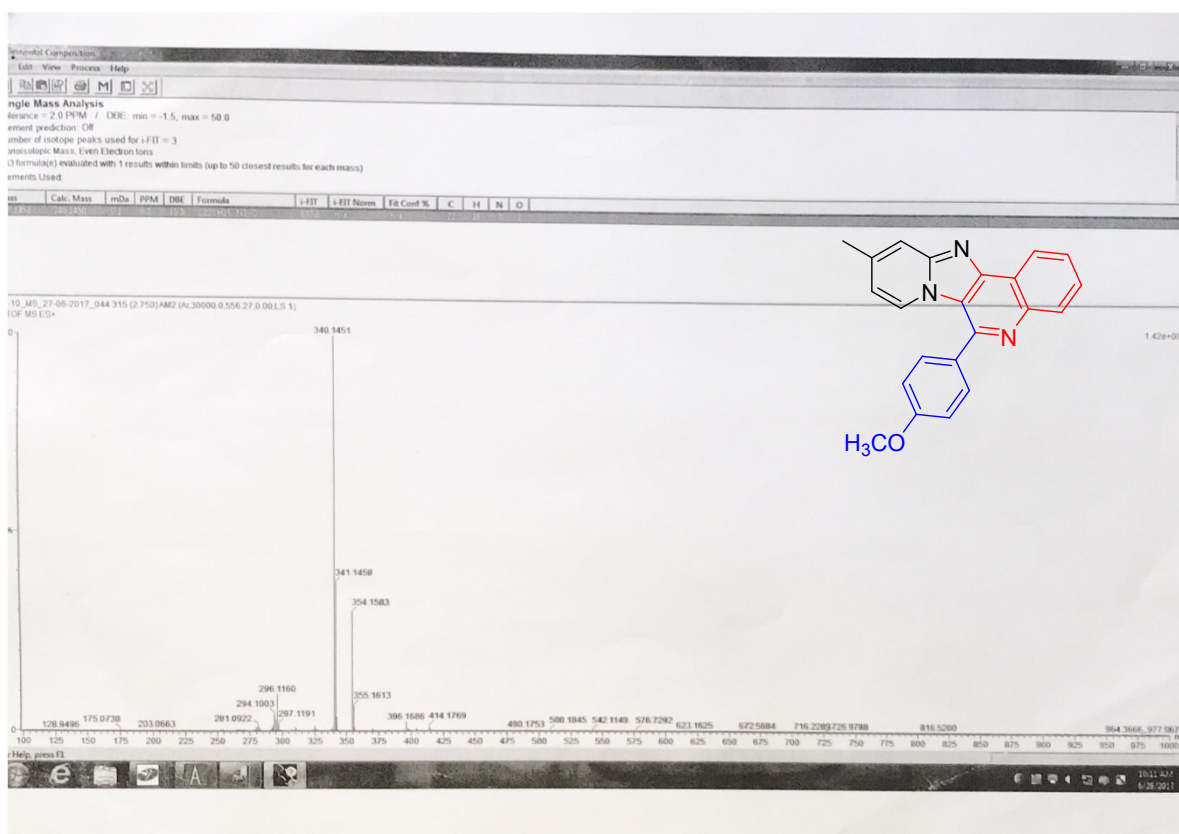 Edit View Process Help
ngle Mass Analysis
lerance = 2.0 PPM / DBE: min = -1.5, max = 50.0
ement prediction: Off
umber of isotope peaks used for i-FIT = 3
onoisotopic Mass, Even Electron Ions
formula(e) evaluated with 1 results within limits (up to 50 closest results for each mass)
ements Used:
ass Calc. Mass mDa PPM DBE Formula i-FIT i-FIT Norm Fit Conf % C H N O
N
N
N
H3CO
-10_MS_27-06-2017_044 315 (2.750) AM2 (Ar,30000.0,556.27,0.00,LS 1)
TOF MS ES+
340.1451
1.42e+00
341.1458
354.1583
296.1160
355.1613
294.1003
297.1191
128.9496 175.0738 203.0663 281.0922 396.1686 414.1769 490.1753 508.1845 542.1149 576.7292 623.1625 672.5684 716.2289 726.9788 816.5260 964.3666 977.967
100 125 150 175 200 225 250 275 300 325 350 375 400 425 450 475 500 525 550 575 600 625 650 675 700 725 750 775 800 825 850 875 900 925 950 975 1000
Help, press F1
10:11 AM
6/28/2017